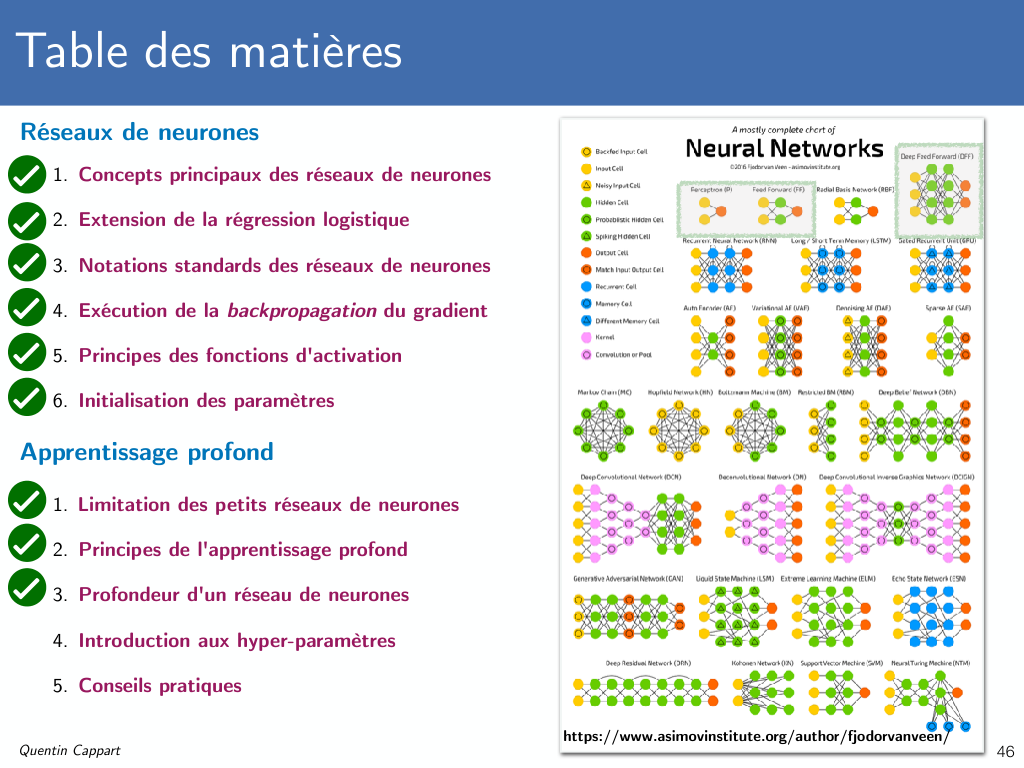 Table des matières
Réseaux de neurones
1. Concepts principaux des réseaux de neurones
2. Extension de la régression logistique
3. Notations standards des réseaux de neurones
4. Exécution de la backpropagation du gradient
5. Principes des fonctions d'activation
6. Initialisation des paramètres
Apprentissage profond
1. Limitation des petits réseaux de neurones
2. Principes de l'apprentissage profond
3. Profondeur d'un réseau de neurones
4. Introduction aux hyper-paramètres
5. Conseils pratiques
A mostly complete chart of
Neural Networks
©2016 Fjodor van Veen - asimovinstitute.org
Backfed Input Cell
Input Cell
Noisy Input Cell
Hidden Cell
Probabilistic Hidden Cell
Spiking Hidden Cell
Output Cell
Match Input Output Cell
Recurrent Cell
Memory Cell
Different Memory Cell
Kernel
Convolution or Pool
Deep Feed Forward (DFF)
Perceptron (P) Feed Forward (FF) Radial Basis Network (RBF)
Recurrent Neural Network (RNN) Long / Short Term Memory (LSTM) Gated Recurrent Unit (GRU)
Auto Encoder (AE) Variational AE (VAE) Denoising AE (DAE) Sparse AE (SAE)
Markov Chain (MC) Hopfield Network (HN) Boltzmann Machine (BM) Restricted BM (RBM) Deep Belief Network (DBN)
Deep Convolutional Network (DCN) Deconvolutional Network (DN) Deep Convolutional Inverse Graphics Network (DCIGN)
Generative Adversarial Network (GAN) Liquid State Machine (LSM) Extreme Learning Machine (ELM) Echo State Network (ESN)
Deep Residual Network (DRN) Kohonen Network (KN) Support Vector Machine (SVM) Neural Turing Machine (NTM)
https://www.asimovinstitute.org/author/fjodorvanveen/
Quentin Cappart
46